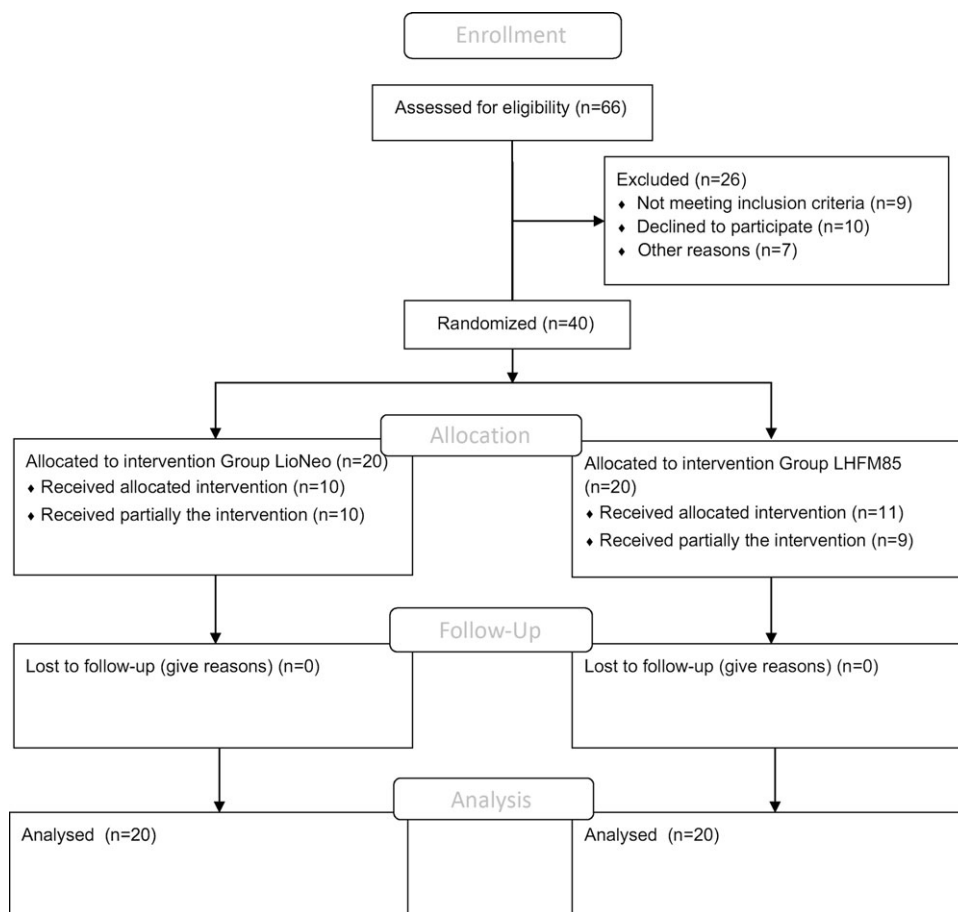 Enrollment
Assessed for eligibility (n=66)
Excluded (n=26)
♦ Not meeting inclusion criteria (n=9)
♦ Declined to participate (n=10)
♦ Other reasons (n=7)
Randomized (n=40)
Allocation
Allocated to intervention Group LioNeo (n=20)
♦ Received allocated intervention (n=10)
♦ Received partially the intervention (n=10)
Allocated to intervention Group LHFM85
(n=20)
♦ Received allocated intervention (n=11)
♦ Received partially the intervention (n=9)
Follow-Up
Lost to follow-up (give reasons) (n=0)
Lost to follow-up (give reasons) (n=0)
Analysis
Analysed (n=20)
Analysed (n=20)